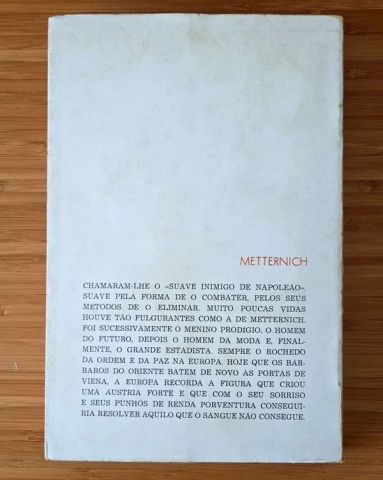 METTERNICH
CHAMARAM-LHE O «SUAVE INIMIGO DE NAPOLEÃO».
SUAVE PELA FORMA DE O COMBATER, PELOS SEUS
MÉTODOS DE O ELIMINAR. MUITO POUCAS VIDAS
HOUVE TÃO FULGURANTES COMO A DE METTERNICH.
FOI SUCESSIVAMENTE O MENINO PRODIGIO, O HOMEM
DO FUTURO, DEPOIS O HOMEM DA MODA E, FINAL-
MENTE, O GRANDE ESTADISTA. SEMPRE O ROCHEDO
DA ORDEM E DA PAZ NA EUROPA. HOJE QUE OS BAR-
BAROS DO ORIENTE BATEM DE NOVO AS PORTAS DE
VIENA, A EUROPA RECORDA A FIGURA QUE CRIOU
UMA AUSTRIA FORTE E QUE COM O SEU SORRISO
E SEUS PUNHOS DE RENDA PORVENTURA CONSEGUI-
RIA RESOLVER AQUILO QUE O SANGUE NÃO CONSEGUE.